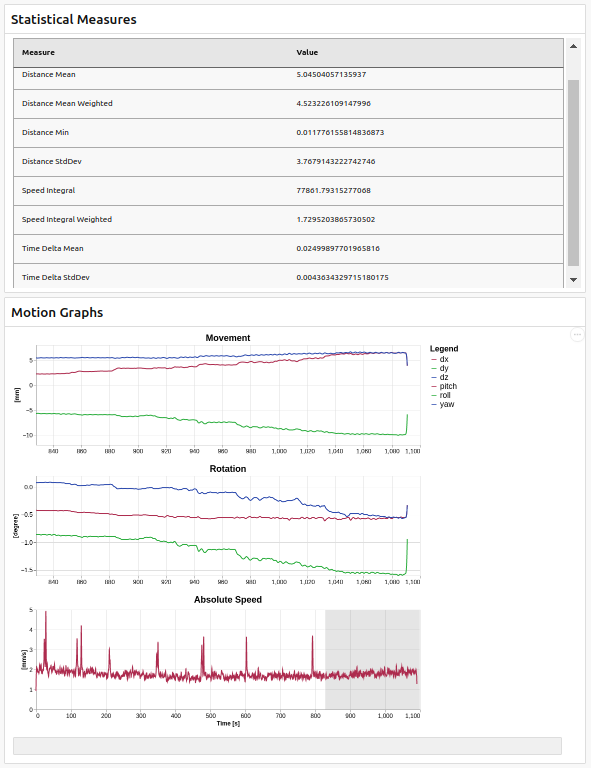 Statistical Measures
Measure Value
Distance Mean 5.04504057135937
Distance Mean Weighted 4.523226109147996
Distance Min 0.011776155814836873
Distance StdDev 3.7679143222742746
Speed Integral 77861.79315277068
Speed Integral Weighted 1.7295203865730502
Time Delta Mean 0.02499897701965816
Time Delta StdDev 0.0043634329715180175
Motion Graphs
Movement
Legend
dx
dy
dz
pitch
roll
yaw
[mm]
5
0
−5
−10
840 860 880 900 920 940 960 980 1,000 1,020 1,040 1,060 1,080 1,100
Rotation
[degree]
0.0
−0.5
−1.0
−1.5
840 860 880 900 920 940 960 980 1,000 1,020 1,040 1,060 1,080 1,100
Absolute Speed
[mm/s]
5
4
3
2
1
0
0 100 200 300 400 500 600 700 800 900 1,000 1,100
Time [s]